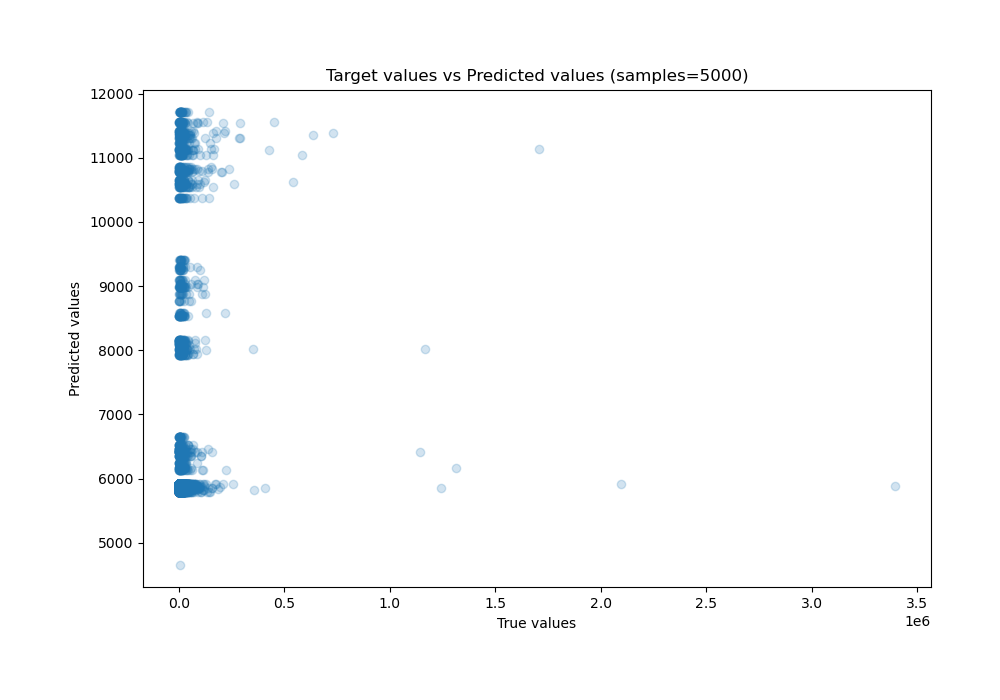 Target values vs Predicted values (samples=5000)
12000
11000
10000
9000
8000
7000
6000
5000
Predicted values
0.0 0.5 1.0 1.5 2.0 2.5 3.0 3.5
1e6
True values